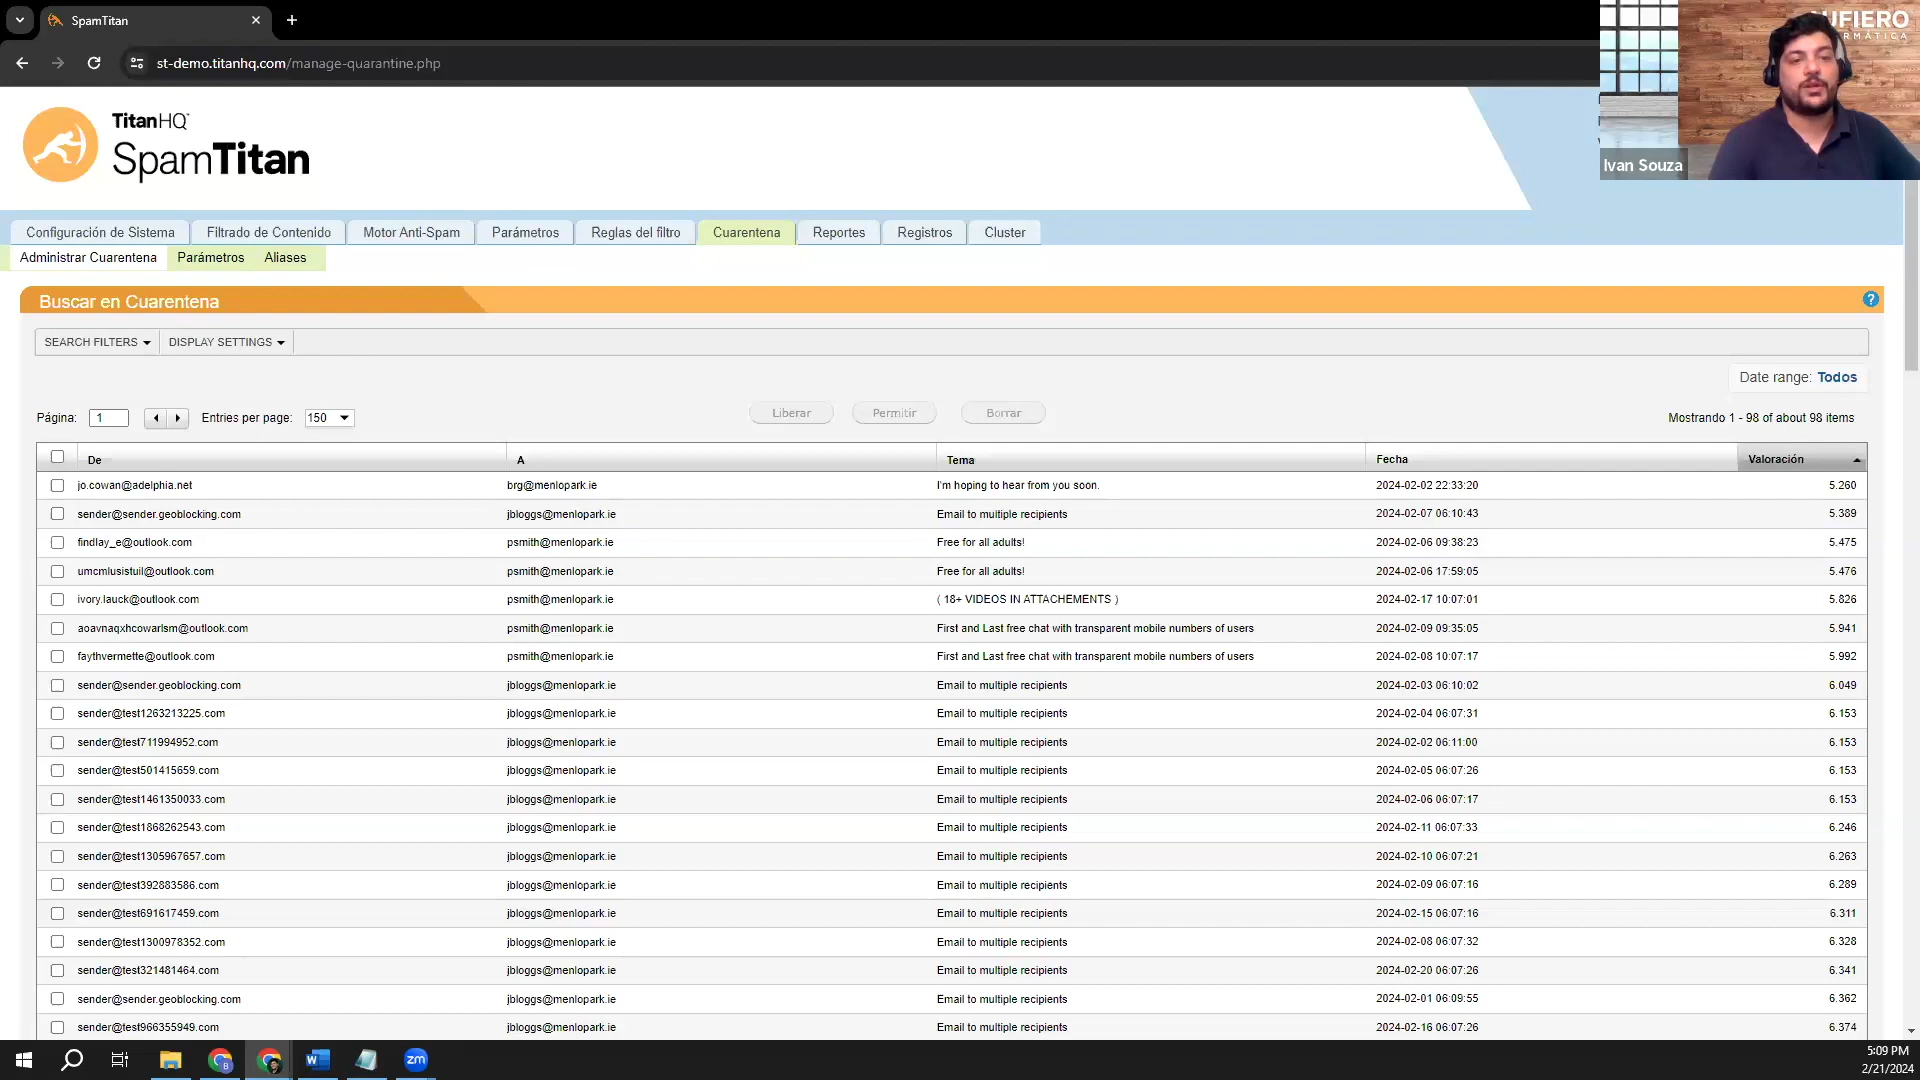 SpamTitan
st-demo.titanhq.com/manage-quarantine.php
TitanHQ
SpamTitan
UFIERO
RMÁTICA
Ivan Souza
Configuración de Sistema Filtrado de Contenido Motor Anti-Spam Parámetros Reglas del filtro Cuarentena Reportes Registros Cluster
Administrar Cuarentena Parámetros Aliases
Buscar en Cuarentena ?
SEARCH FILTERS DISPLAY SETTINGS
Date range: Todos
Página: 1 Entries per page: 150 Liberar Permitir Borrar Mostrando 1 - 98 of about 98 items
De A Tema Fecha Valoración
jo.cowan@adelphia.net brg@menlopark.ie I'm hoping to hear from you soon. 2024-02-02 22:33:20 5.260
sender@sender.geoblocking.com jbloggs@menlopark.ie Email to multiple recipients 2024-02-07 06:10:43 5.389
findlay_e@outlook.com psmith@menlopark.ie Free for all adults! 2024-02-06 09:38:23 5.475
umcmlusistuil@outlook.com psmith@menlopark.ie Free for all adults! 2024-02-06 17:59:05 5.476
ivory.lauck@outlook.com psmith@menlopark.ie ( 18+ VIDEOS IN ATTACHEMENTS ) 2024-02-17 10:07:01 5.826
aoavnaqxhcowarlsm@outlook.com psmith@menlopark.ie First and Last free chat with transparent mobile numbers of users 2024-02-09 09:35:05 5.941
faythvermette@outlook.com psmith@menlopark.ie First and Last free chat with transparent mobile numbers of users 2024-02-08 10:07:17 5.992
sender@sender.geoblocking.com jbloggs@menlopark.ie Email to multiple recipients 2024-02-03 06:10:02 6.049
sender@test1263213225.com jbloggs@menlopark.ie Email to multiple recipients 2024-02-04 06:07:31 6.153
sender@test711994952.com jbloggs@menlopark.ie Email to multiple recipients 2024-02-02 06:11:00 6.153
sender@test501415659.com jbloggs@menlopark.ie Email to multiple recipients 2024-02-05 06:07:26 6.153
sender@test1461350033.com jbloggs@menlopark.ie Email to multiple recipients 2024-02-06 06:07:17 6.153
sender@test1868262543.com jbloggs@menlopark.ie Email to multiple recipients 2024-02-11 06:07:33 6.246
sender@test1305967657.com jbloggs@menlopark.ie Email to multiple recipients 2024-02-10 06:07:21 6.263
sender@test392883586.com jbloggs@menlopark.ie Email to multiple recipients 2024-02-09 06:07:16 6.289
sender@test691617459.com jbloggs@menlopark.ie Email to multiple recipients 2024-02-15 06:07:16 6.311
sender@test1300978352.com jbloggs@menlopark.ie Email to multiple recipients 2024-02-08 06:07:32 6.328
sender@test321481464.com jbloggs@menlopark.ie Email to multiple recipients 2024-02-20 06:07:26 6.341
sender@sender.geoblocking.com jbloggs@menlopark.ie Email to multiple recipients 2024-02-01 06:09:55 6.362
sender@test966355949.com jbloggs@menlopark.ie Email to multiple recipients 2024-02-16 06:07:26 6.374
B W zm
5:09 PM
2/21/2024